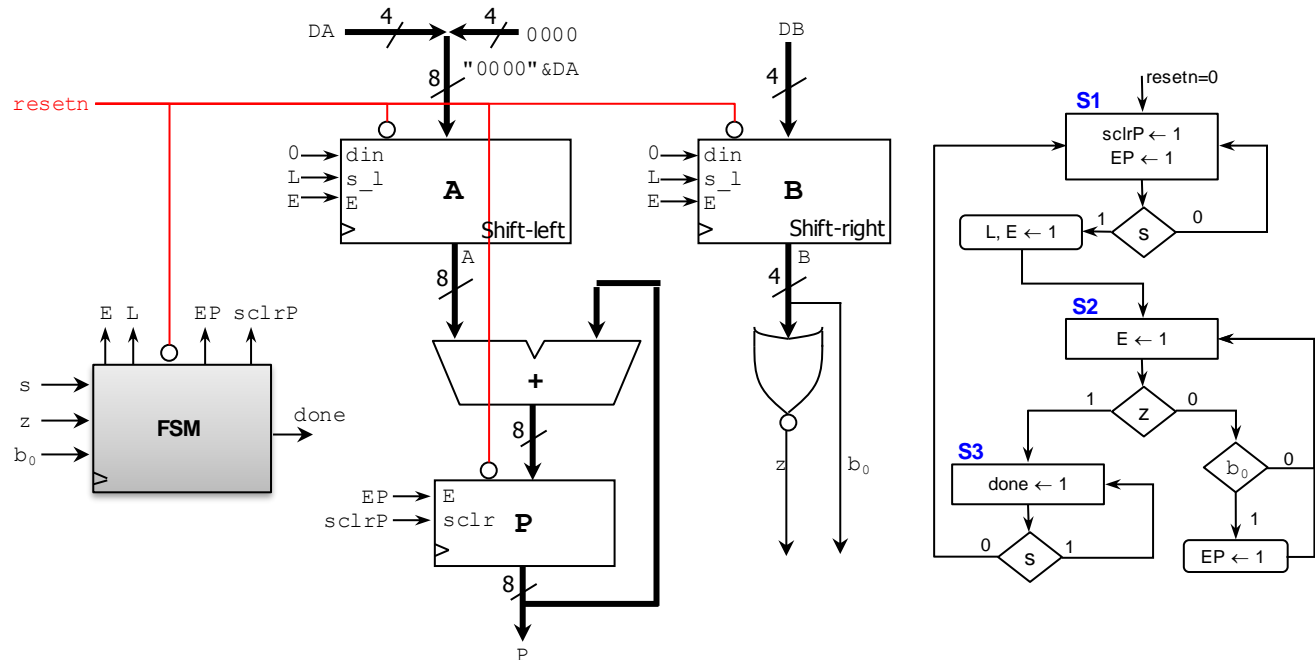 DA
4
4
0000
8
"0000"&DA
DB
4
resetn
0
din
L
s_l
E
E
A
Shift-left
0
din
L
s_l
E
E
B
Shift-right
A
8
B
4
E
L
EP
sclrP
s
z
b₀
FSM
done
+
8
z
b₀
EP
E
sclrP
sclr
P
8
P
resetn=0
S1
sclrP ← 1
EP ← 1
1
s
0
L, E ← 1
S2
E ← 1
1
z
0
S3
done ← 1
b₀
0
1
0
s
1
EP ← 1